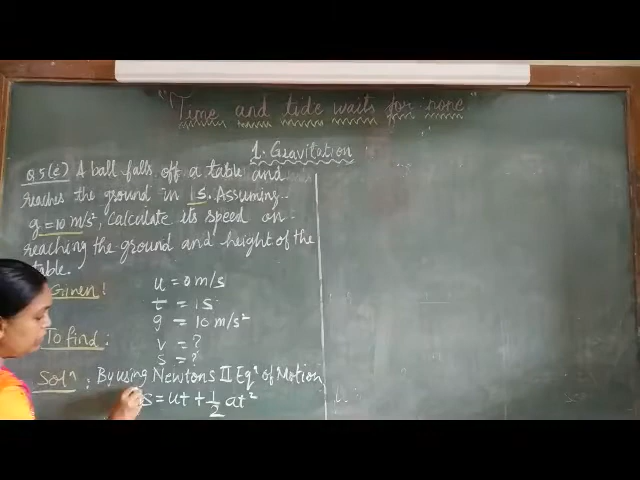 "Time and tide waits for none"
1. Gravitation
Q.5(c) A ball falls off a table and
reaches the ground in 1s. Assuming
g = 10 m/s², Calculate its speed on
reaching the ground and height of the
table.
Given:
u = 0 m/s
t = 1s
g = 10 m/s²
To find:
v = ?
s = ?
Solⁿ : By using Newtons II Eqⁿ of Motion
s = ut + 1/2 at²